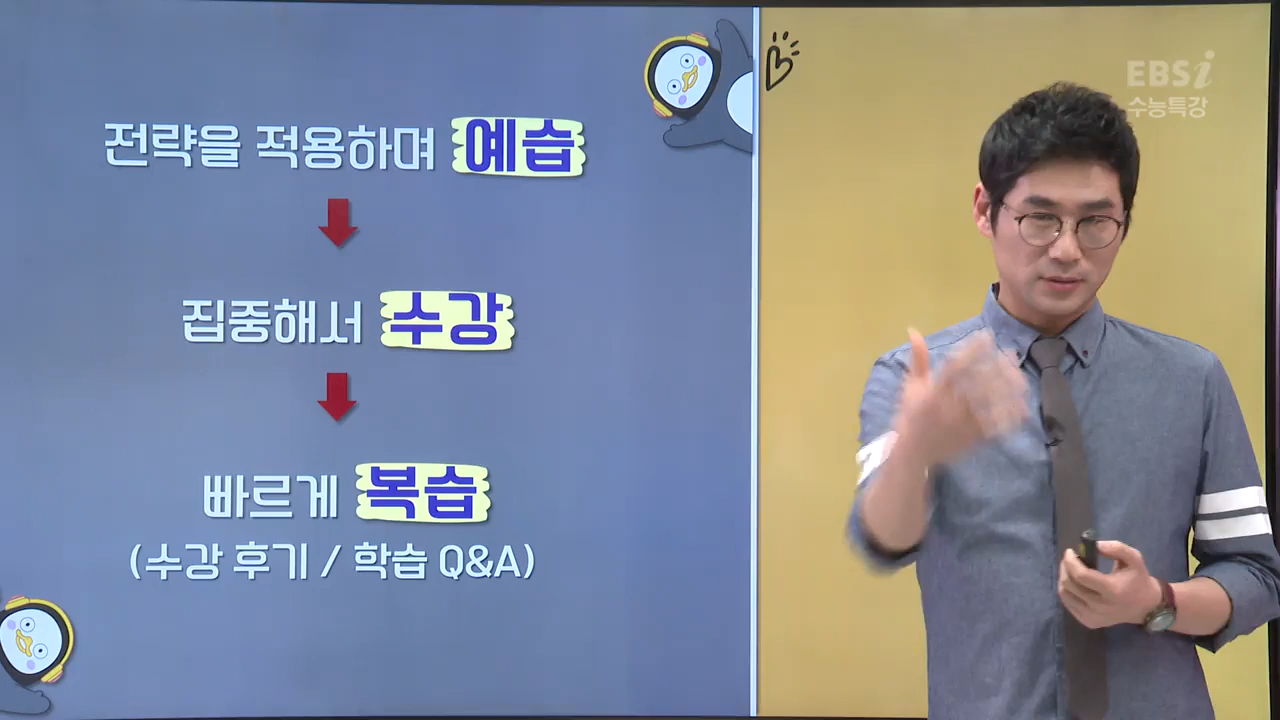 전략을 적용하며 예습
집중해서 수강
빠르게 복습
(수강 후기 / 학습 Q&A)
EBSi
수능특강